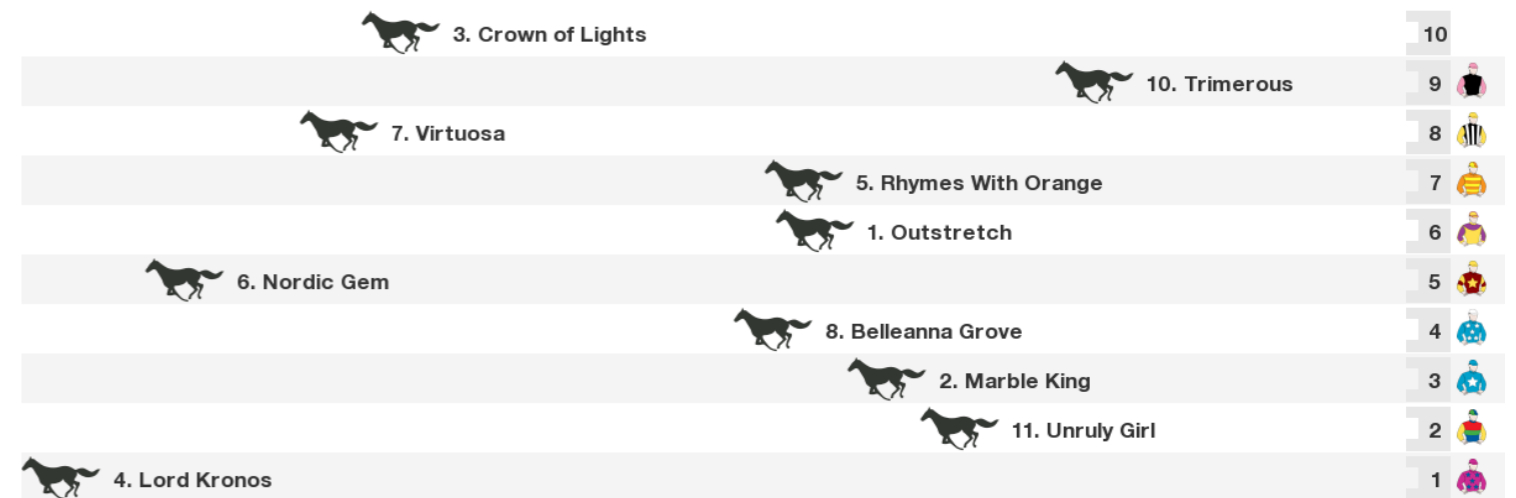 3. Crown of Lights 10
10. Trimerous 9
7. Virtuosa 8
5. Rhymes With Orange 7
1. Outstretch 6
6. Nordic Gem 5
8. Belleanna Grove 4
2. Marble King 3
11. Unruly Girl 2
4. Lord Kronos 1